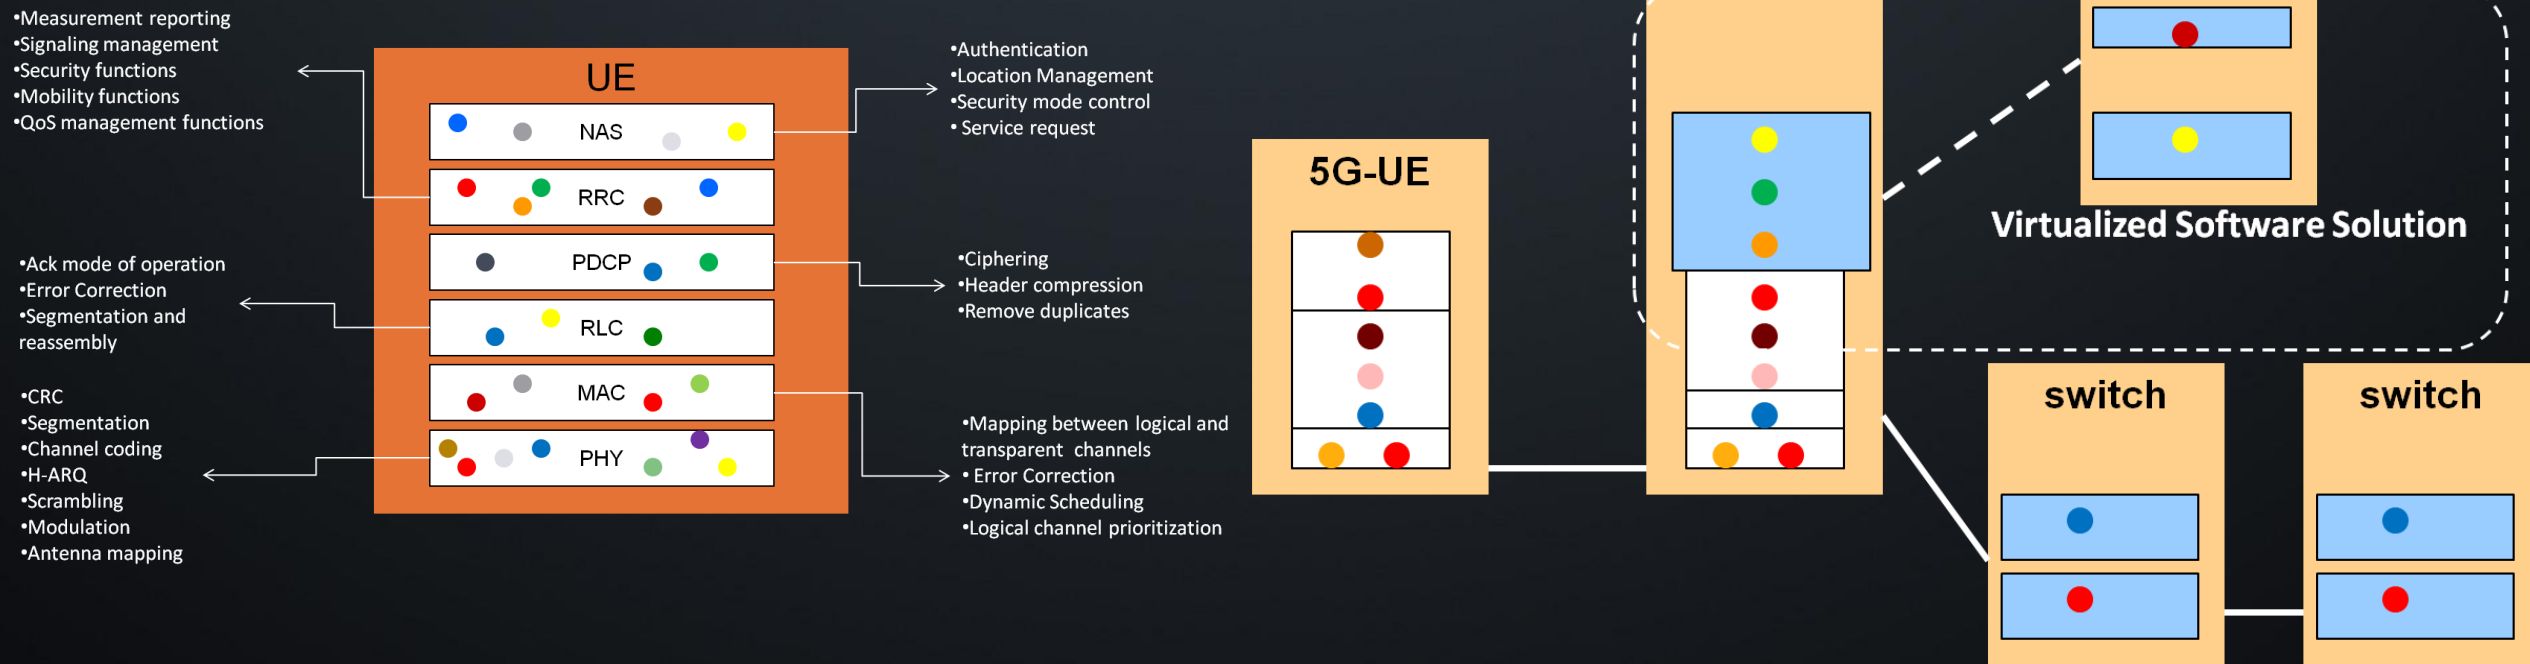 •Measurement reporting
•Signaling management
•Security functions
•Mobility functions
•QoS management functions
•Ack mode of operation
•Error Correction
•Segmentation and
reassembly
•CRC
•Segmentation
•Channel coding
•H-ARQ
•Scrambling
•Modulation
•Antenna mapping
UE
NAS
RRC
PDCP
RLC
MAC
PHY
•Authentication
•Location Management
•Security mode control
• Service request
•Ciphering
•Header compression
•Remove duplicates
•Mapping between logical and
transparent channels
• Error Correction
•Dynamic Scheduling
•Logical channel prioritization
5G-UE
Virtualized Software Solution
switch
switch